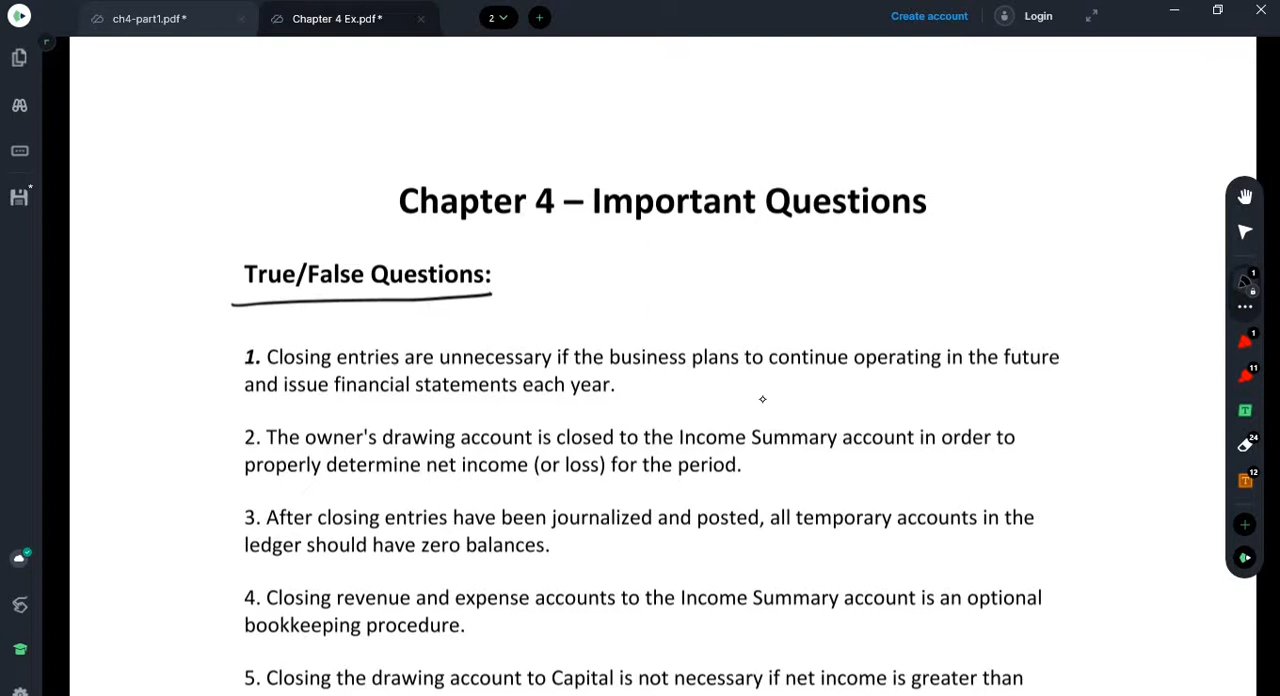 ch4-part1.pdf*
Chapter 4 Ex.pdf*
2
Create account
Login
Chapter 4 – Important Questions
True/False Questions:
1. Closing entries are unnecessary if the business plans to continue operating in the future
and issue financial statements each year.
2. The owner's drawing account is closed to the Income Summary account in order to
properly determine net income (or loss) for the period.
3. After closing entries have been journalized and posted, all temporary accounts in the
ledger should have zero balances.
4. Closing revenue and expense accounts to the Income Summary account is an optional
bookkeeping procedure.
5. Closing the drawing account to Capital is not necessary if net income is greater than
1
1
11
T
24
12
T